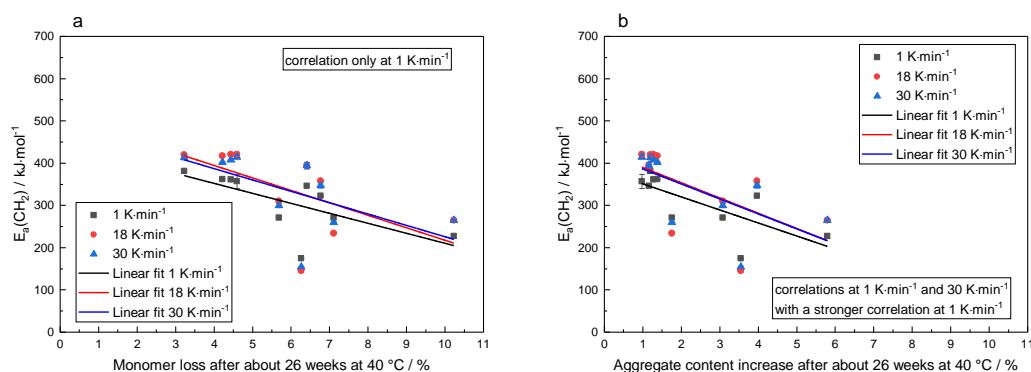 a
700
600
500
400
300
200
100
0
Eₐ(CH₂) / kJ·mol⁻¹
correlation only at 1 K·min⁻¹
1 K·min⁻¹
18 K·min⁻¹
30 K·min⁻¹
Linear fit 1 K·min⁻¹
Linear fit 18 K·min⁻¹
Linear fit 30 K·min⁻¹
0 1 2 3 4 5 6 7 8 9 10 11
Monomer loss after about 26 weeks at 40 °C / %
b
700
600
500
400
300
200
100
0
Eₐ(CH₂) / kJ·mol⁻¹
1 K·min⁻¹
18 K·min⁻¹
30 K·min⁻¹
Linear fit 1 K·min⁻¹
Linear fit 18 K·min⁻¹
Linear fit 30 K·min⁻¹
correlations at 1 K·min⁻¹ and 30 K·min⁻¹
with a stronger correlation at 1 K·min⁻¹
0 1 2 3 4 5 6 7 8 9 10 11
Aggregate content increase after about 26 weeks at 40 °C / %